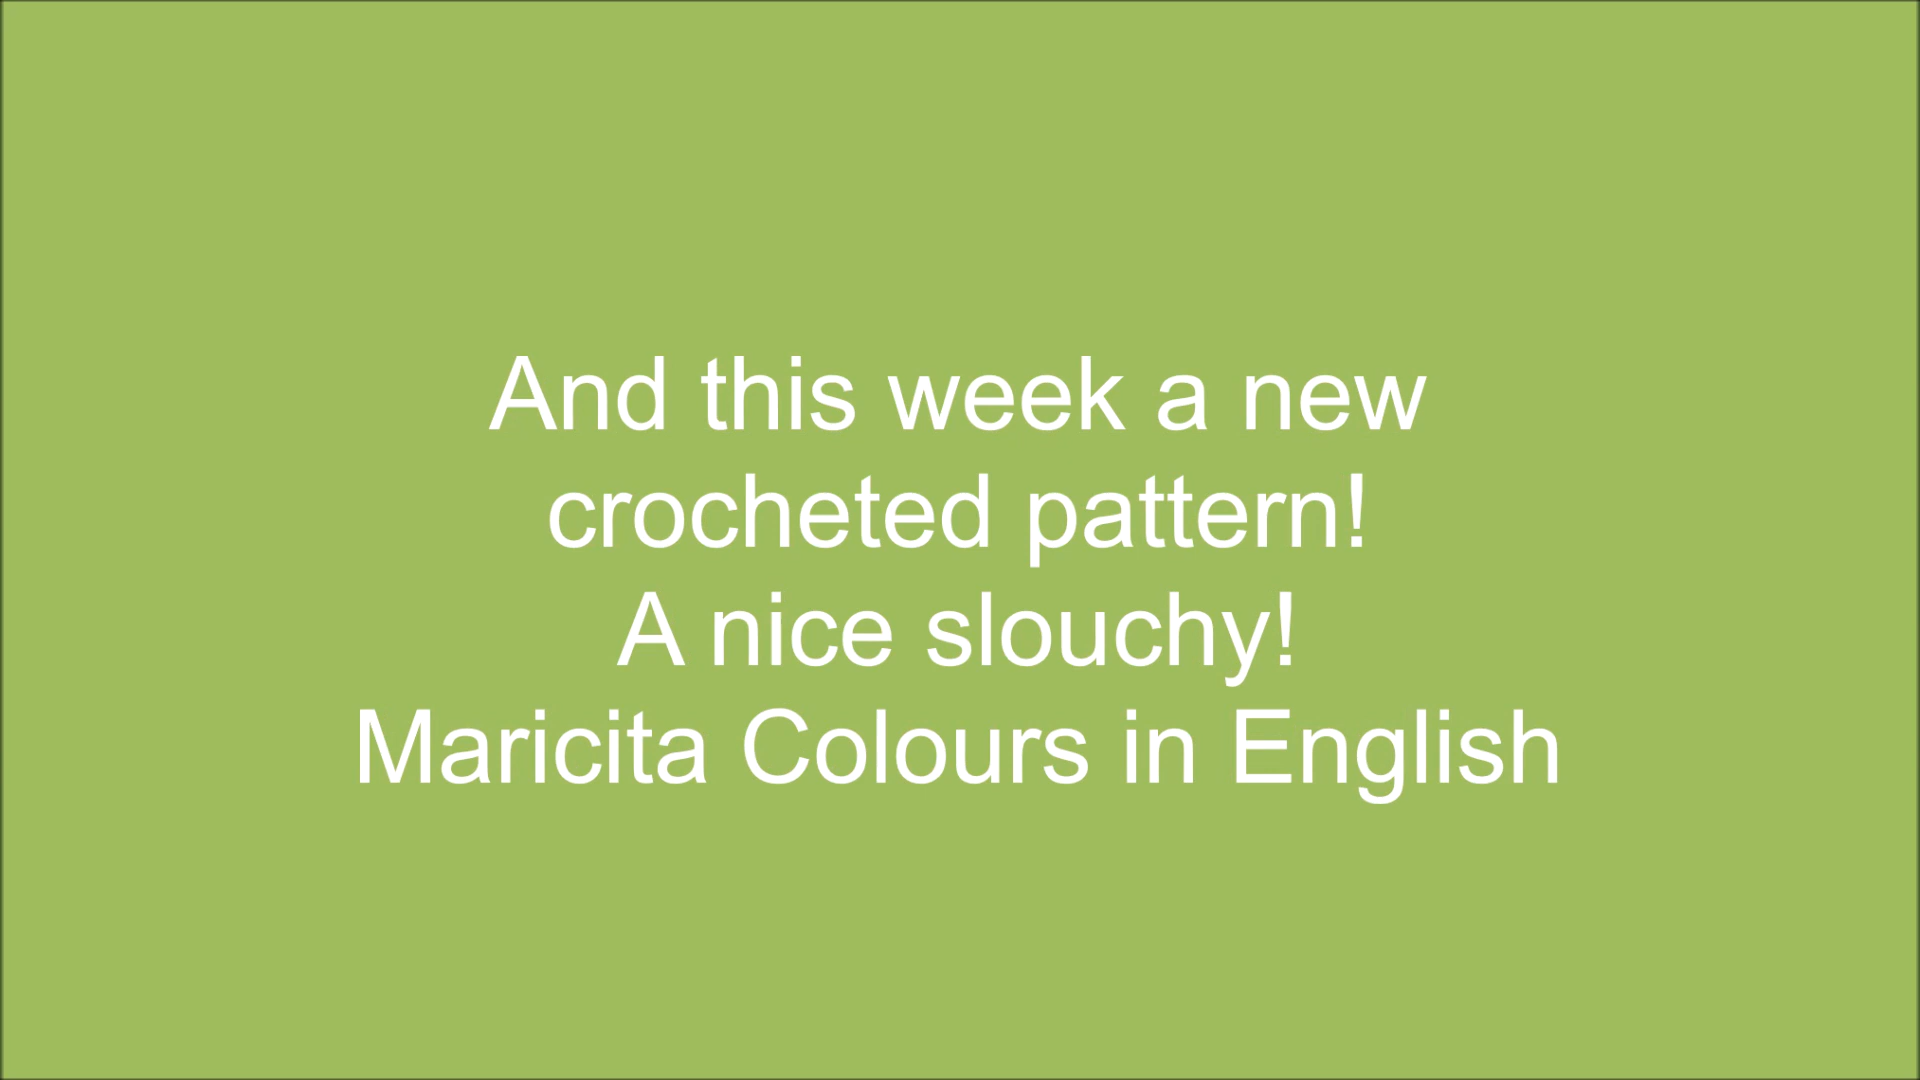 And this week a new
crocheted pattern!
A nice slouchy!
Maricita Colours in English